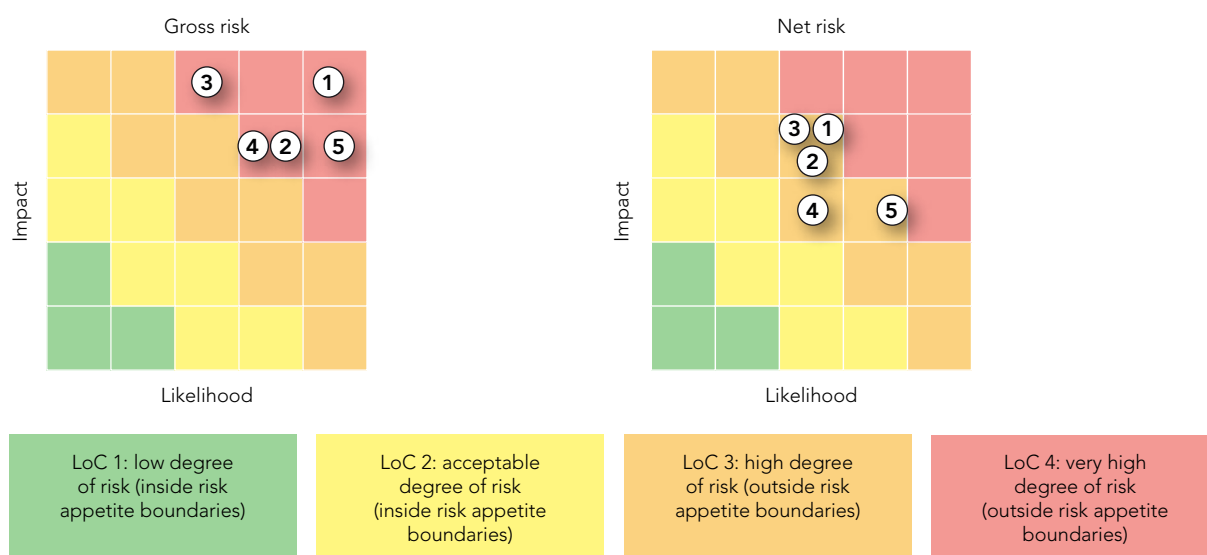 Gross risk
3
1
4
2
5
Impact
Likelihood
Net risk
3
1
2
4
5
Impact
Likelihood
LoC 1: low degree
of risk (inside risk
appetite boundaries)
LoC 2: acceptable
degree of risk
(inside risk appetite
boundaries)
LoC 3: high degree
of risk (outside risk
appetite boundaries)
LoC 4: very high
degree of risk
(outside risk appetite
boundaries)